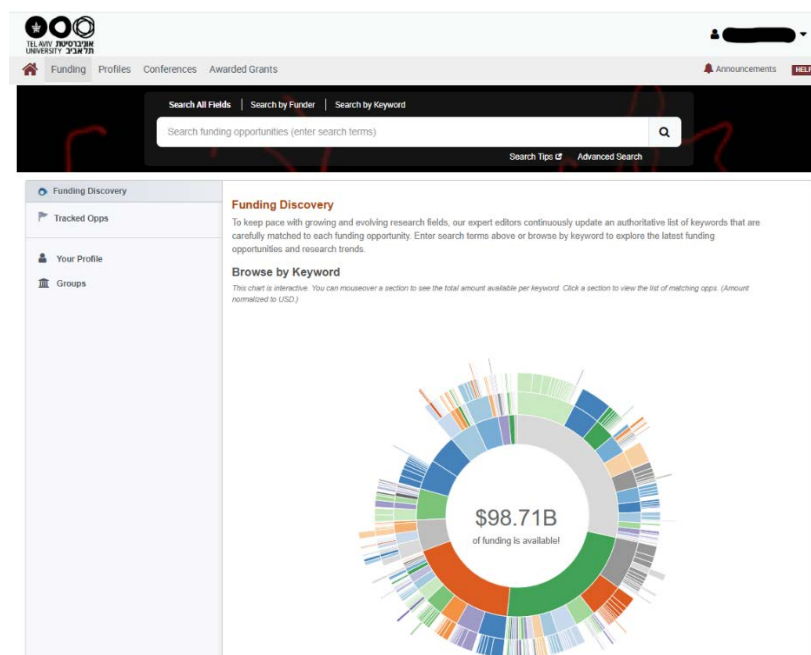 TEL AVIV אוניברסיטת
UNIVERSITY תל אביב
Funding Profiles Conferences Awarded Grants Announcements HELP
Search All Fields Search by Funder Search by Keyword
Search funding opportunities (enter search terms)
Search Tips Advanced Search
Funding Discovery
Tracked Opps
Your Profile
Groups
Funding Discovery
To keep pace with growing and evolving research fields, our expert editors continuously update an authoritative list of keywords that are
carefully matched to each funding opportunity. Enter search terms above or browse by keyword to explore the latest funding
opportunities and research trends.
Browse by Keyword
This chart is interactive. You can mouseover a section to see the total amount available per keyword. Click a section to view the list of matching opps. (Amount
normalized to USD.)
$98.71B
of funding is available!